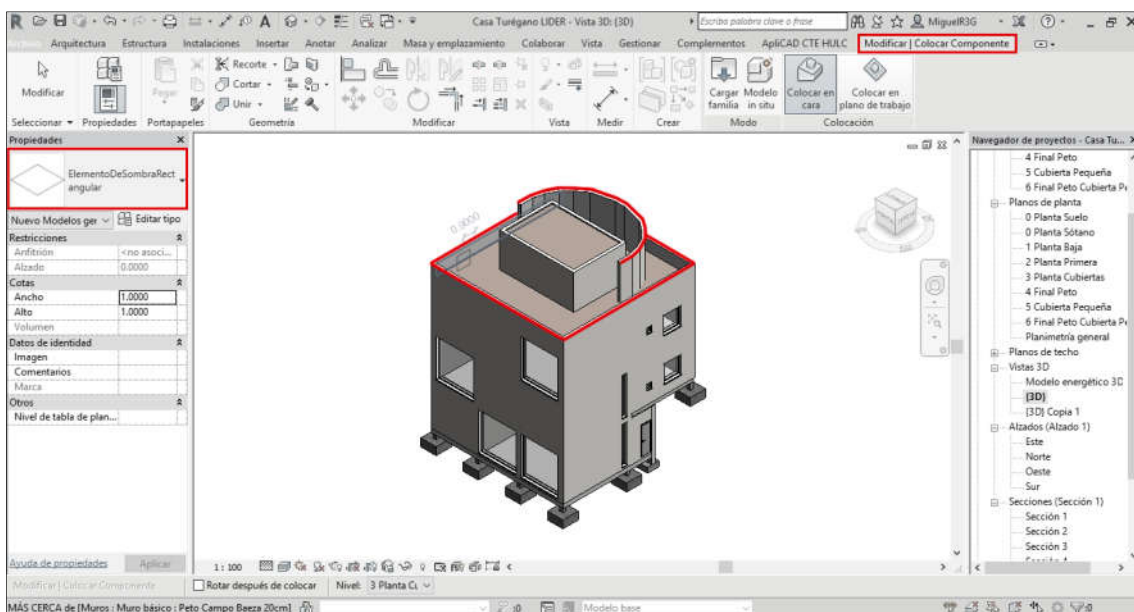 Casa Turégano LIDER - Vista 3D: {3D}
Escriba palabra clave o frase
MiguelR3G
Arquitectura Estructura Instalaciones Insertar Anotar Analizar Masa y emplazamiento Colaborar Vista Gestionar Complementos ApliCAD CTE HULC Modificar | Colocar Componente
Modificar
Pegar
Recorte
Cortar
Unir
Cargar familia
Modelo in situ
Colocar en cara
Colocar en plano de trabajo
Seleccionar Propiedades Portapapeles Geometría Modificar Vista Medir Crear Modo Colocación
Propiedades
ElementoDeSombraRect
angular
Nuevo Modelos ger
Editar tipo
Restricciones
Anfitrión <no asoci...
Alzado 0.0000
Cotas
Ancho 1.0000
Alto 1.0000
Volumen
Datos de identidad
Imagen
Comentarios
Marca
Otros
Nivel de tabla de plan...
Ayuda de propiedades
Aplicar
0.0000
1 : 100
Navegador de proyectos - Casa Tu...
4 Final Peto
5 Cubierta Pequeña
6 Final Peto Cubierta Pe
Planos de planta
0 Planta Suelo
0 Planta Sótano
1 Planta Baja
2 Planta Primera
3 Planta Cubiertas
4 Final Peto
5 Cubierta Pequeña
6 Final Peto Cubierta Pe
Planimetría general
Planos de techo
Vistas 3D
Modelo energético 3D
{3D}
{3D} Copia 1
Alzados (Alzado 1)
Este
Norte
Oeste
Sur
Secciones (Sección 1)
Sección 1
Sección 2
Sección 3
Modificar | Colocar Componente
Rotar después de colocar
Nivel: 3 Planta Cu
MÁS CERCA de [Muros : Muro básico : Peto Campo Baeza 20cm]
:0
Modelo base
:0